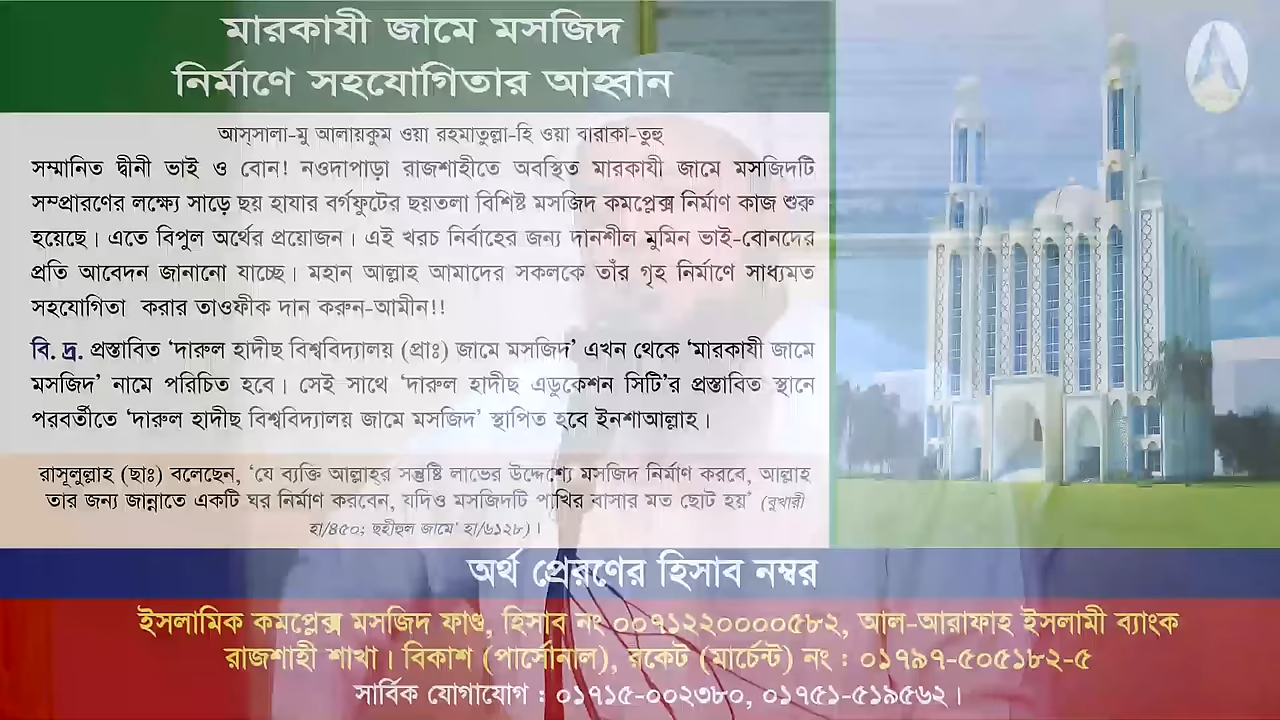 মারকাযী জামে মসজিদ
নির্মাণে সহযোগিতার আহ্বান
আস্সালা-মু আলায়কুম ওয়া রহমাতুল্লা-হি ওয়া বারাকা-তুহু
সম্মানিত দ্বীনী ভাই ও বোন! নওদাপাড়া রাজশাহীতে অবস্থিত মারকাযী জামে মসজিদটি
সম্প্রারণের লক্ষ্যে সাড়ে ছয় হাযার বর্গফুটের ছয়তলা বিশিষ্ট মসজিদ কমপ্লেক্স নির্মাণ কাজ শুরু
হয়েছে। এতে বিপুল অর্থের প্রয়োজন। এই খরচ নির্বাহের জন্য দানশীল মুমিন ভাই-বোনদের
প্রতি আবেদন জানানো যাচ্ছে। মহান আল্লাহ আমাদের সকলকে তাঁর গৃহ নির্মাণে সাধ্যমত
সহযোগিতা করার তাওফীক দান করুন-আমীন!!
বি. দ্র. প্রস্তাবিত ‘দারুল হাদীছ বিশ্ববিদ্যালয় (প্রাঃ) জামে মসজিদ’ এখন থেকে ‘মারকাযী জামে
মসজিদ’ নামে পরিচিত হবে। সেই সাথে ‘দারুল হাদীছ এডুকেশন সিটি’র প্রস্তাবিত স্থানে
পরবর্তীতে ‘দারুল হাদীছ বিশ্ববিদ্যালয় জামে মসজিদ’ স্থাপিত হবে ইনশাআল্লাহ।
রাসূলুল্লাহ (ছাঃ) বলেছেন, ‘যে ব্যক্তি আল্লাহ্র সন্তুষ্টি লাভের উদ্দেশ্যে মসজিদ নির্মাণ করবে, আল্লাহ
তার জন্য জান্নাতে একটি ঘর নির্মাণ করবেন, যদিও মসজিদটি পাখির বাসার মত ছোট হয়’ (বুখারী
হা/৪৫০; ছহীহুল জামে‘ হা/৬১২৮)।
অর্থ প্রেরণের হিসাব নম্বর
ইসলামিক কমপ্লেক্স মসজিদ ফাণ্ড, হিসাব নং ০০৭১২২০০০০৫৮২, আল-আরাফাহ ইসলামী ব্যাংক
রাজশাহী শাখা। বিকাশ (পার্সোনাল), রকেট (মার্চেন্ট) নং : ০১৭৯৭-৫০৫১৮২-৫
সার্বিক যোগাযোগ : ০১৭১৫-০০২৩৮০, ০১৭৫১-৫১৯৫৬২।